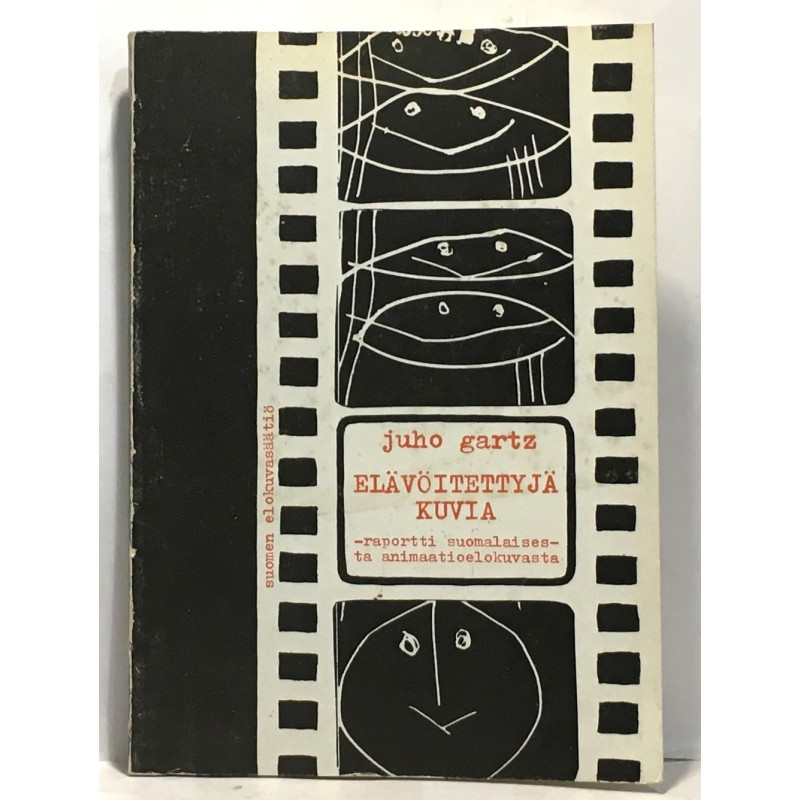 juho gartz
ELÄVÖITETTYJÄ
KUVIA
-raportti suomalaises-
ta animaatioelokuvasta
suomen elokuvasäätiö